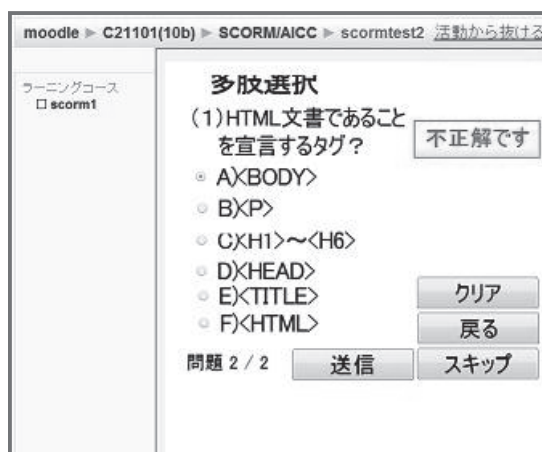 moodle ▶ C21101(10b) ▶ SCORM/AICC ▶ scormtest2 活動から抜ける
ラーニングコース
scorm1
多肢選択
(1)HTML文書であること
を宣言するタグ?
不正解です
A)<BODY>
B)<P>
C)<H1>~<H6>
D)<HEAD>
E)<TITLE>
F)<HTML>
クリア
戻る
問題 2 / 2 送信 スキップ